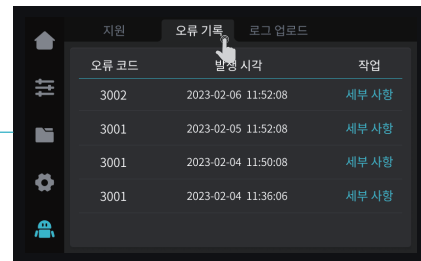 지원 오류 기록 로그 업로드
오류 코드 발생 시각 작업
3002 2023-02-06 11:52:08 세부 사항
3001 2023-02-05 11:52:08 세부 사항
3001 2023-02-04 11:50:08 세부 사항
3001 2023-02-04 11:36:06 세부 사항